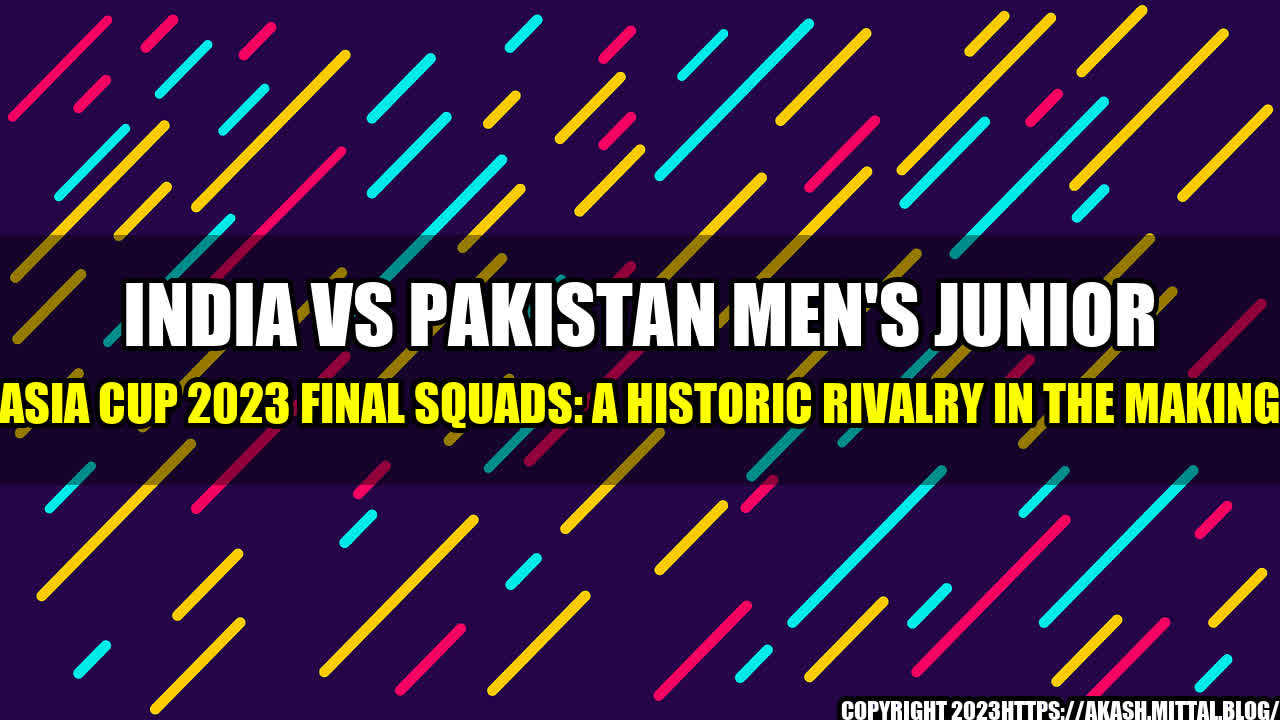 INDIA VS PAKISTAN MEN'S JUNIOR
ASIA CUP 2023 FINAL SQUADS: A HISTORIC RIVALRY IN THE MAKING
COPYRIGHT 2023HTTPS://AKASH.MITTAL.BLOG/